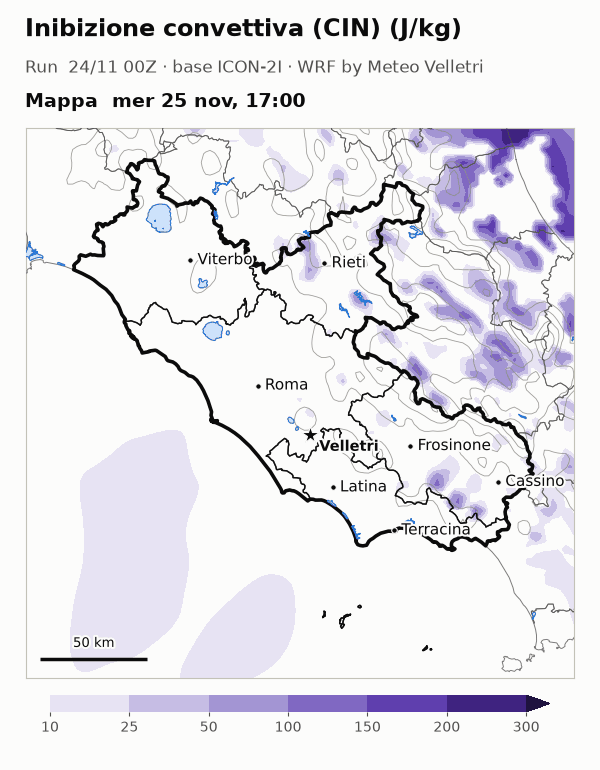 Inibizione convettiva (CIN) (J/kg)
Run 24/11 00Z · base ICON-2I · WRF by Meteo Velletri
Mappa mer 25 nov, 17:00
Viterbo
Rieti
Roma
Velletri
Frosinone
Cassino
Latina
Terracina
50 km
10 25 50 100 150 200 300